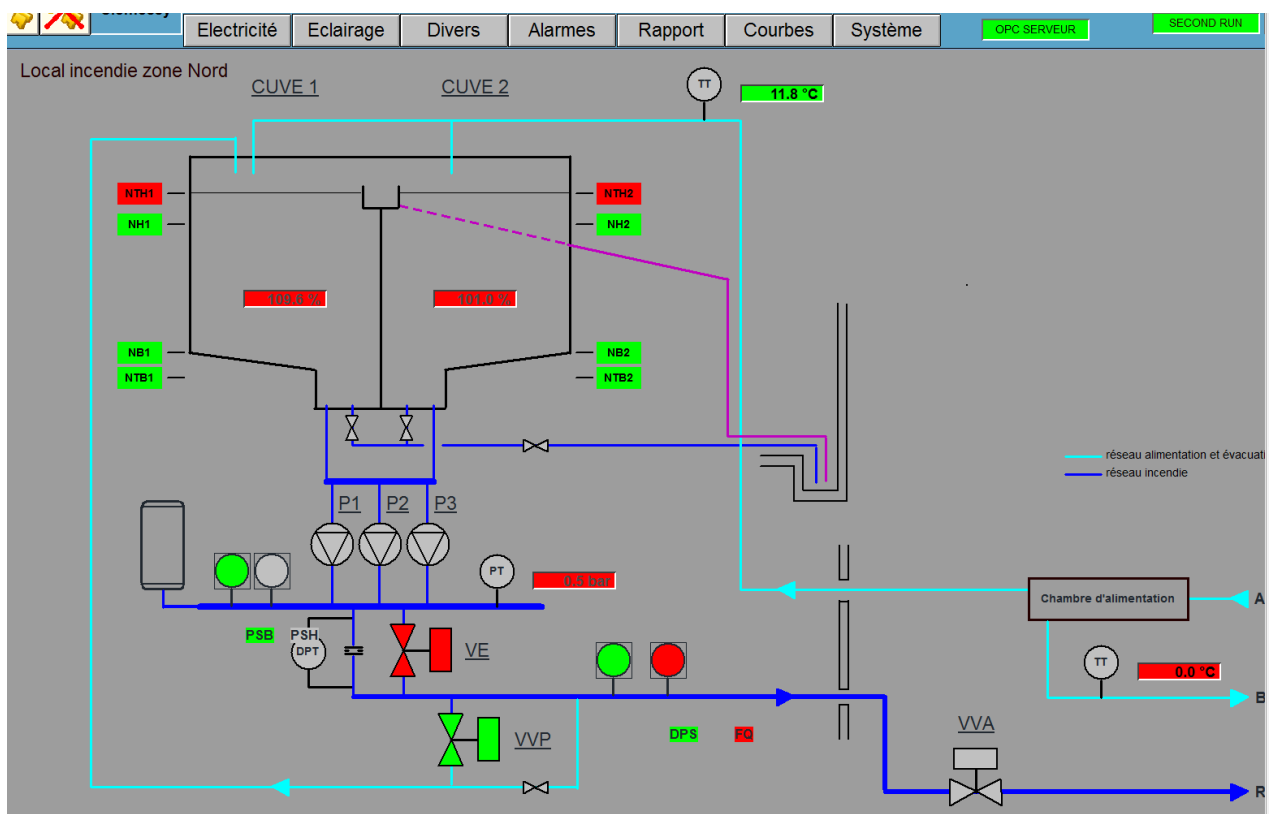 Electricité Eclairage Divers Alarmes Rapport Courbes Système OPC SERVEUR SECOND RUN
Local incendie zone Nord
CUVE 1 CUVE 2 TT 11.8 °C
NTH1 NTH2
NH1 NH2
109.6 % 101.0 %
NB1 NB2
NTB1 NTB2
réseau alimentation et évacuati
réseau incendie
P1 P2 P3
PT 0.5 bar
Chambre d'alimentation A
PSB PSH
DPT VE
TT 0.0 °C
B
DPS FQ
VVP VVA
R